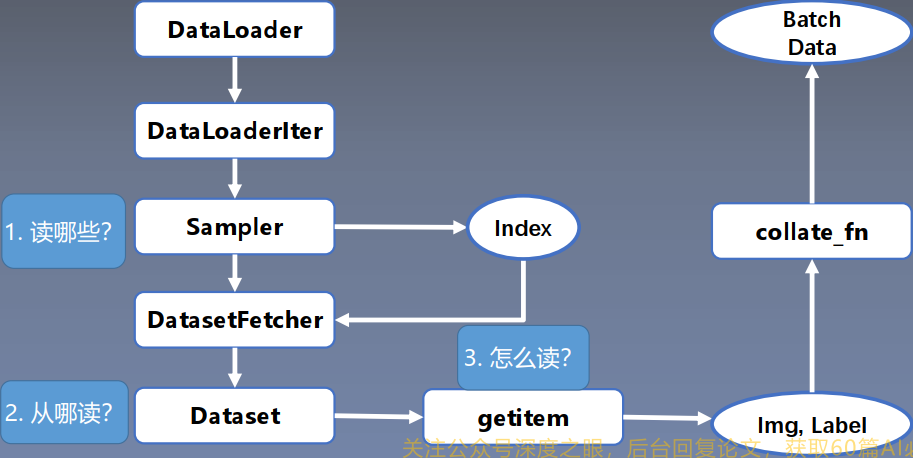 DataLoader
Batch
Data
DataLoaderIter
1. 读哪些?
Sampler
Index
collate_fn
DatasetFetcher
3. 怎么读?
2. 从哪读?
Dataset
getitem
Img, Label
关注公众号深度之眼，后台回复论文，获取60篇AI